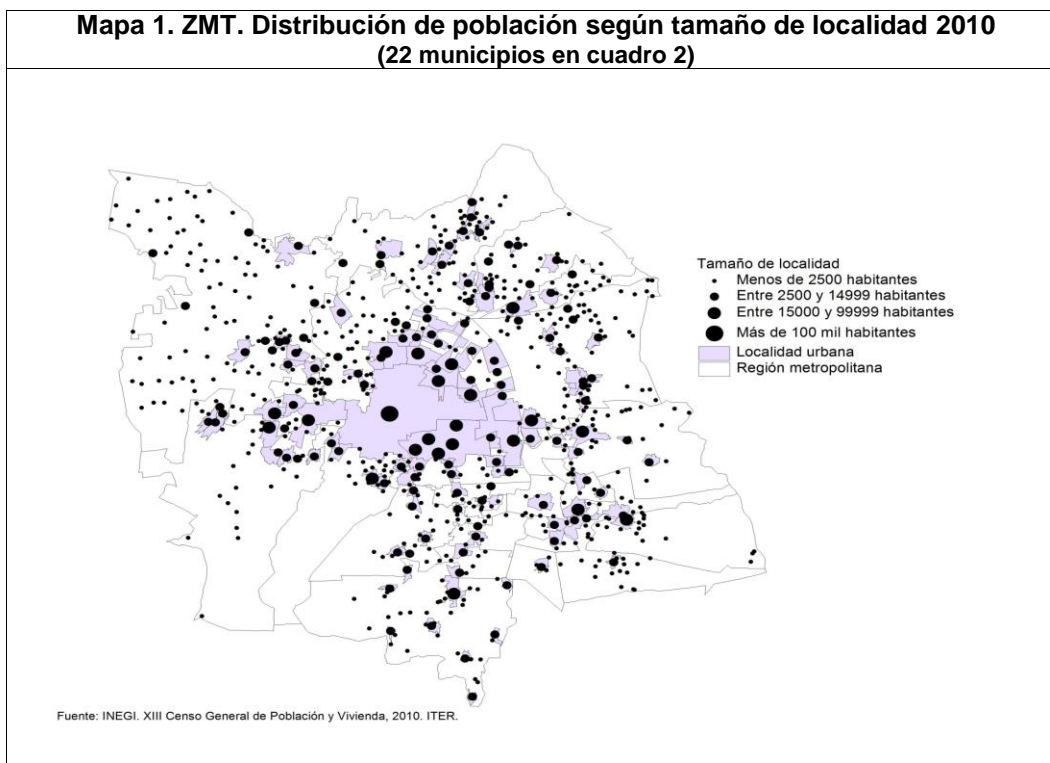 Mapa 1. ZMT. Distribución de población según tamaño de localidad 2010
(22 municipios en cuadro 2)
Tamaño de localidad
Menos de 2500 habitantes
Entre 2500 y 14999 habitantes
Entre 15000 y 99999 habitantes
Más de 100 mil habitantes
Localidad urbana
Región metropolitana
Fuente: INEGI. XIII Censo General de Población y Vivienda, 2010. ITER.